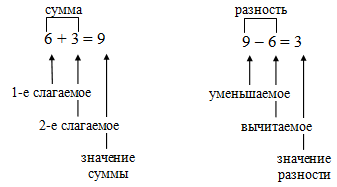 сумма
6 + 3 = 9
1-е слагаемое
2-е слагаемое
значение
суммы
разность
9 – 6 = 3
уменьшаемое
вычитаемое
значение
разности